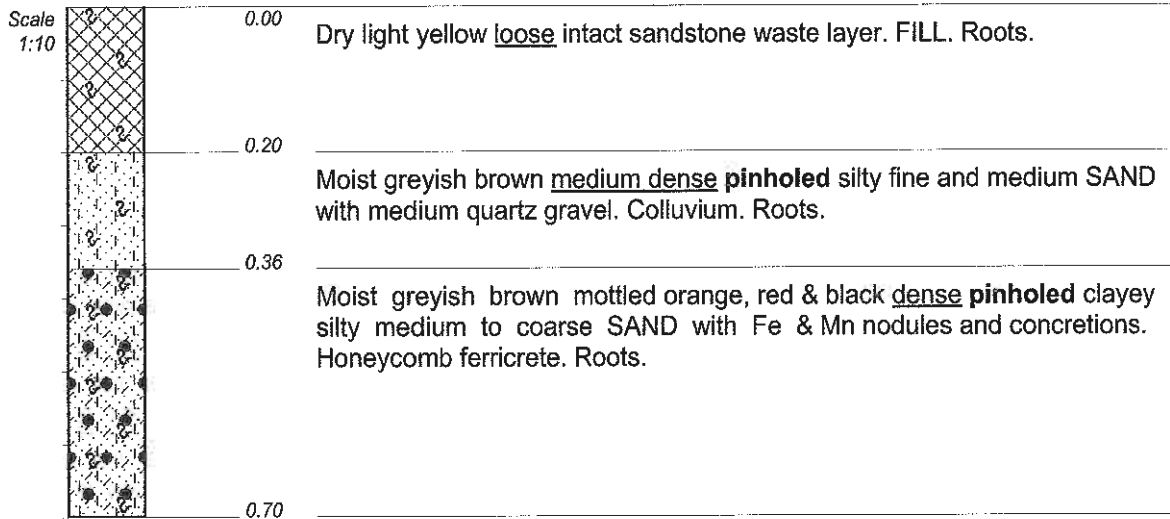 Scale
1:10
0.00
Dry light yellow loose intact sandstone waste layer. FILL. Roots.
0.20
Moist greyish brown medium dense pinholed silty fine and medium SAND
with medium quartz gravel. Colluvium. Roots.
0.36
Moist greyish brown mottled orange, red & black dense pinholed clayey
silty medium to coarse SAND with Fe & Mn nodules and concretions.
Honeycomb ferricrete. Roots.
0.70